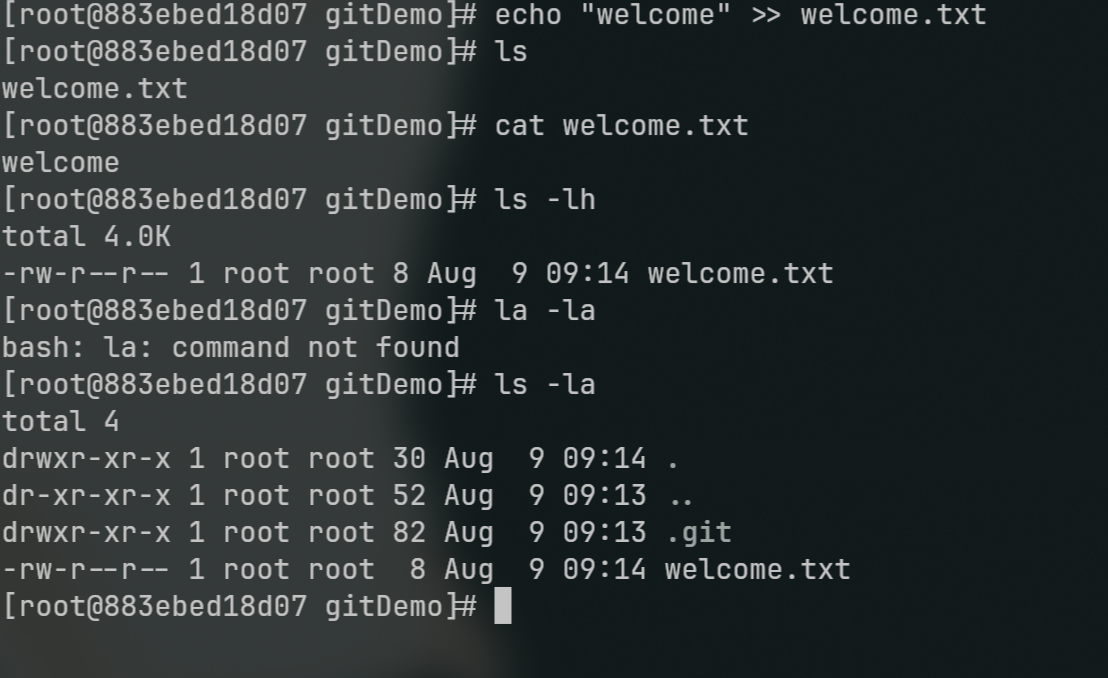 [root@883ebed18d07 gitDemo]# echo "welcome" >> welcome.txt
[root@883ebed18d07 gitDemo]# ls
welcome.txt
[root@883ebed18d07 gitDemo]# cat welcome.txt
welcome
[root@883ebed18d07 gitDemo]# ls -lh
total 4.0K
-rw-r--r-- 1 root root 8 Aug  9 09:14 welcome.txt
[root@883ebed18d07 gitDemo]# la -la
bash: la: command not found
[root@883ebed18d07 gitDemo]# ls -la
total 4
drwxr-xr-x 1 root root 30 Aug  9 09:14 .
dr-xr-xr-x 1 root root 52 Aug  9 09:13 ..
drwxr-xr-x 1 root root 82 Aug  9 09:13 .git
-rw-r--r-- 1 root root  8 Aug  9 09:14 welcome.txt
[root@883ebed18d07 gitDemo]#